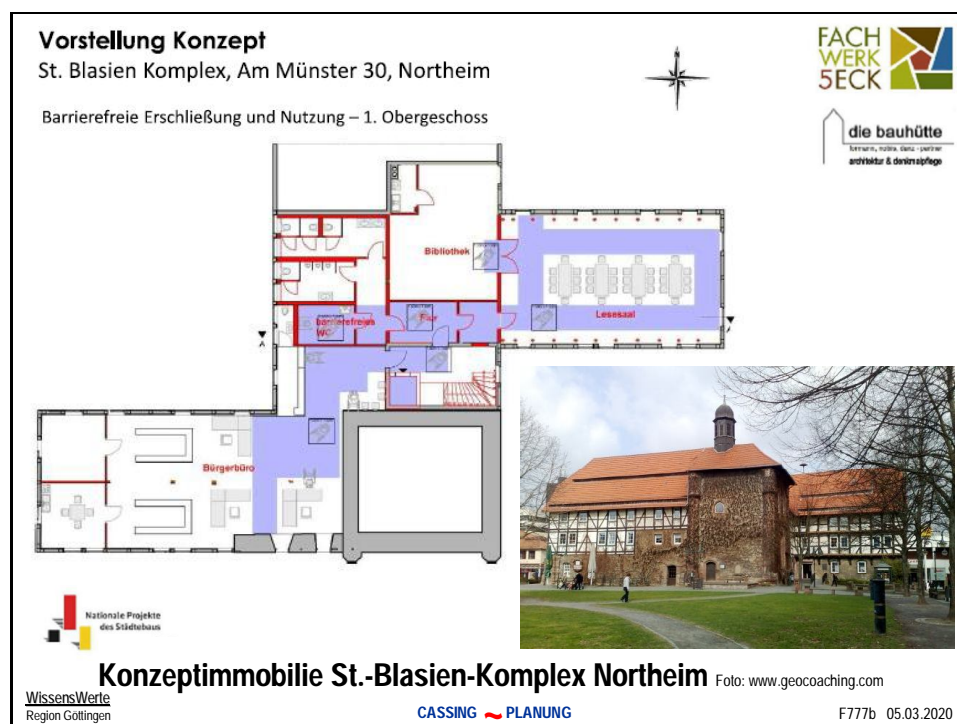 Vorstellung Konzept
St. Blasien Komplex, Am Münster 30, Northeim
Barrierefreie Erschließung und Nutzung – 1. Obergeschoss
FACH
WERK
5ECK
die bauhütte
architektur & denkmalpflege
Bibliothek
barrierefreies
WC
Flur
Lesesaal
Bürgerbüro
Nationale Projekte
des Städtebaus
Konzeptimmobilie St.-Blasien-Komplex Northeim Foto: www.geocoaching.com
WissensWerte
Region Göttingen
CASSING ~ PLANUNG
F777b 05.03.2020